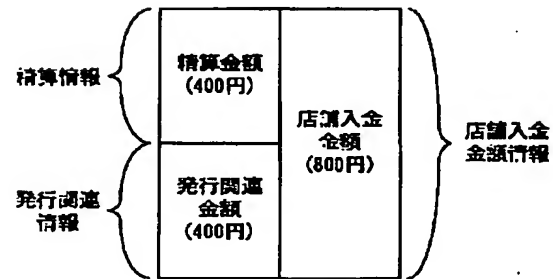 精算情報
精算金額
(400円)
店舗入金
金額
(800円)
店舗入金
金額情報
発行関連
情報
発行関連
金額
(400円)